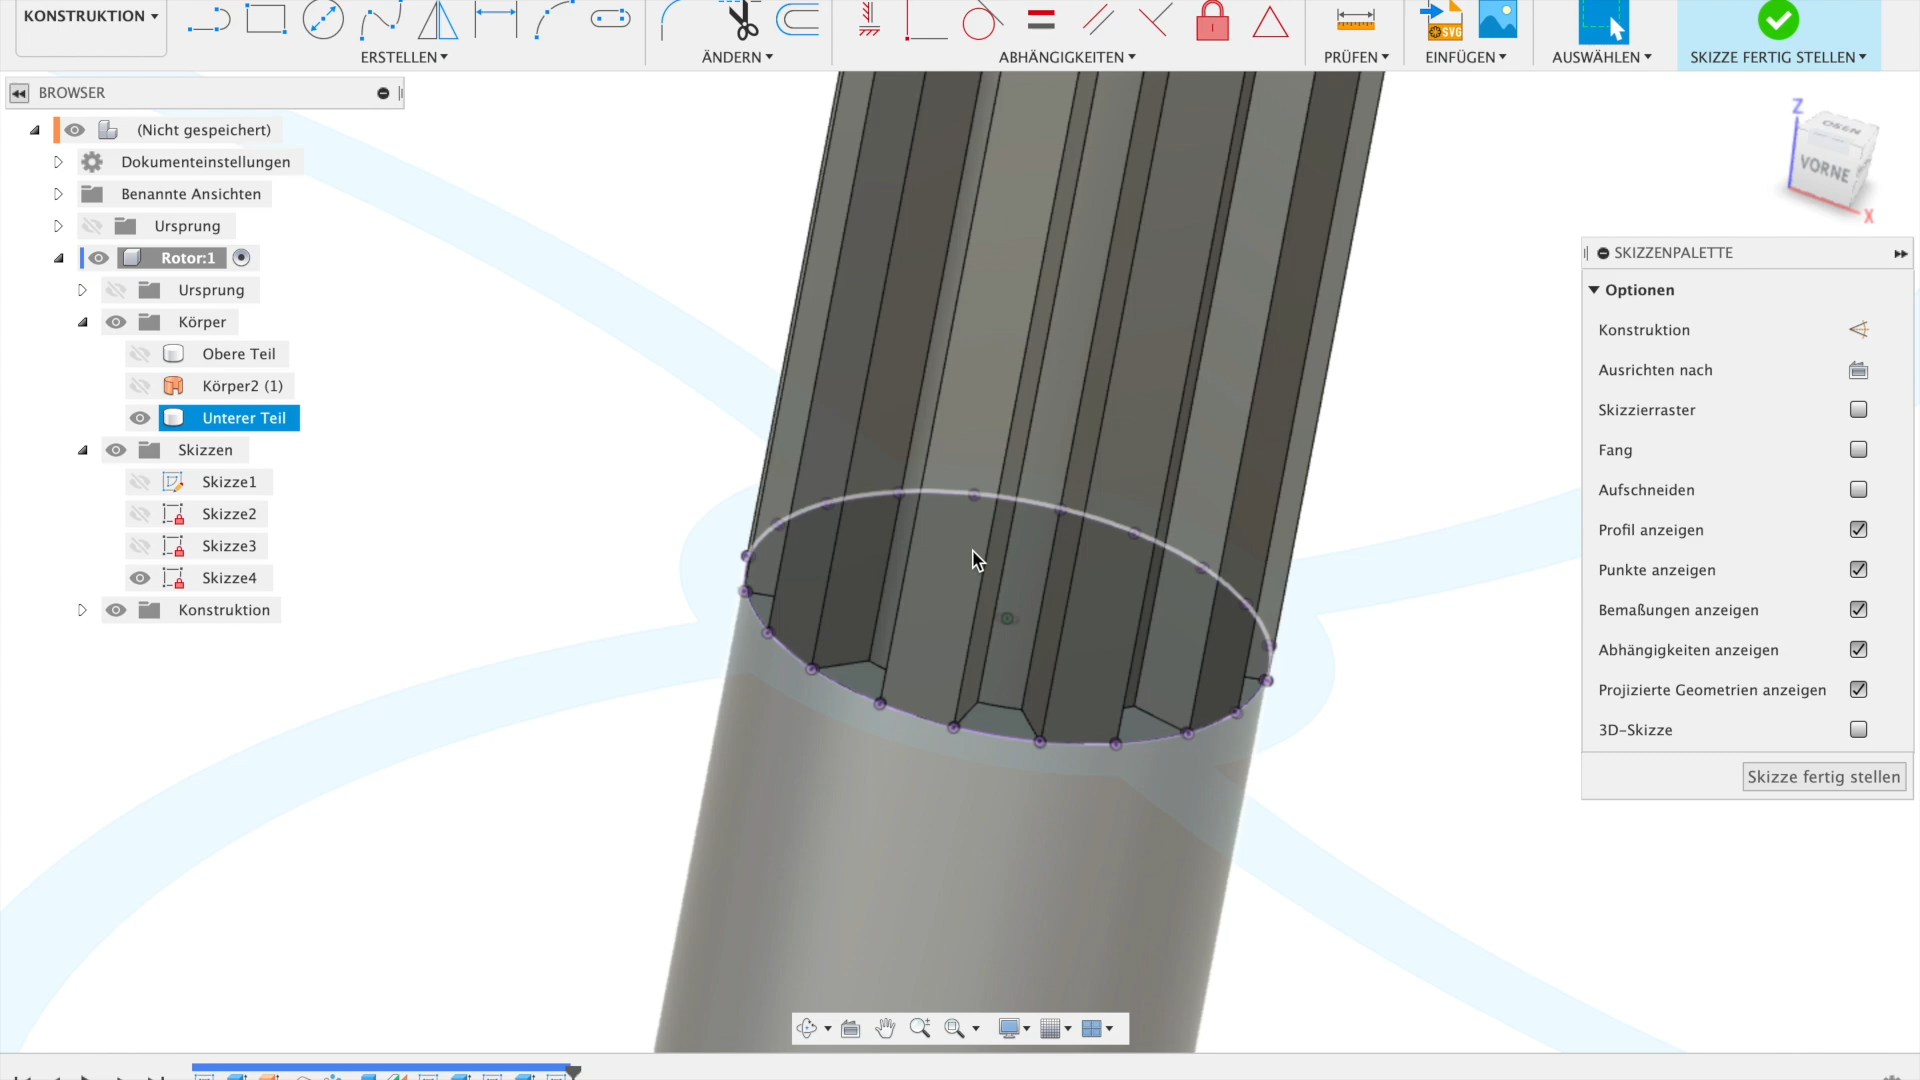 KONSTRUKTION
ERSTELLEN
ÄNDERN
ABHÄNGIGKEITEN
PRÜFEN
SVG
EINFÜGEN
AUSWÄHLEN
SKIZZE FERTIG STELLEN
BROWSER
(Nicht gespeichert)
Dokumenteinstellungen
Benannte Ansichten
Ursprung
Rotor:1
Ursprung
Körper
Obere Teil
Körper2 (1)
Unterer Teil
Skizzen
Skizze1
Skizze2
Skizze3
Skizze4
Konstruktion
Z
OBEN
VORNE
X
SKIZZENPALETTE
Optionen
Konstruktion
Ausrichten nach
Skizzierraster
Fang
Aufschneiden
Profil anzeigen
Punkte anzeigen
Bemaßungen anzeigen
Abhängigkeiten anzeigen
Projizierte Geometrien anzeigen
3D-Skizze
Skizze fertig stellen